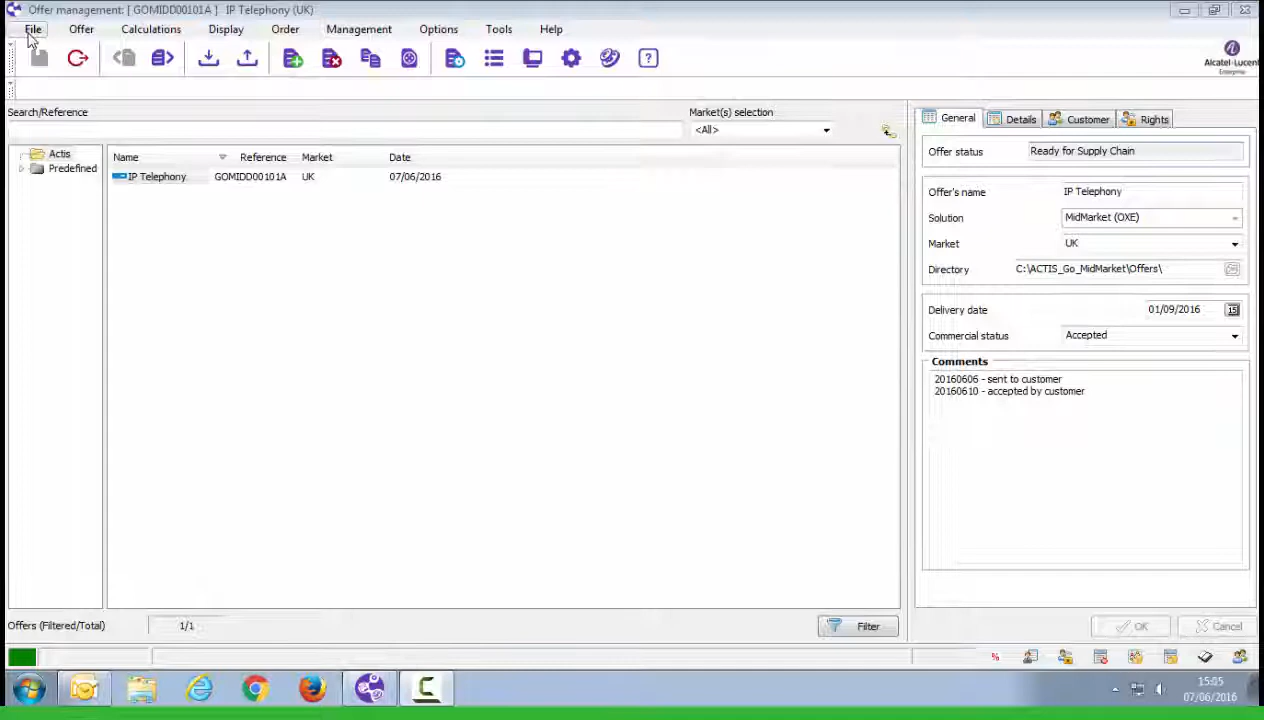 Offer management: [ GOMIDD00101A ]   IP Telephony (UK)
File Offer Calculations Display Order Management Options Tools Help
Alcatel·Lucent
Enterprise
Search/Reference Market(s) selection
<All>
Actis
Predefined
Name Reference Market Date
IP Telephony GOMIDD00101A UK 07/06/2016
General Details Customer Rights
Offer status Ready for Supply Chain
Offer's name IP Telephony
Solution MidMarket (OXE)
Market UK
Directory C:\ACTIS_Go_MidMarket\Offers\
Delivery date 01/09/2016 15
Commercial status Accepted
Comments
20160606 - sent to customer
20160610 - accepted by customer
Offers (Filtered/Total) 1/1 Filter
OK Cancel
%
15:05
07/06/2016